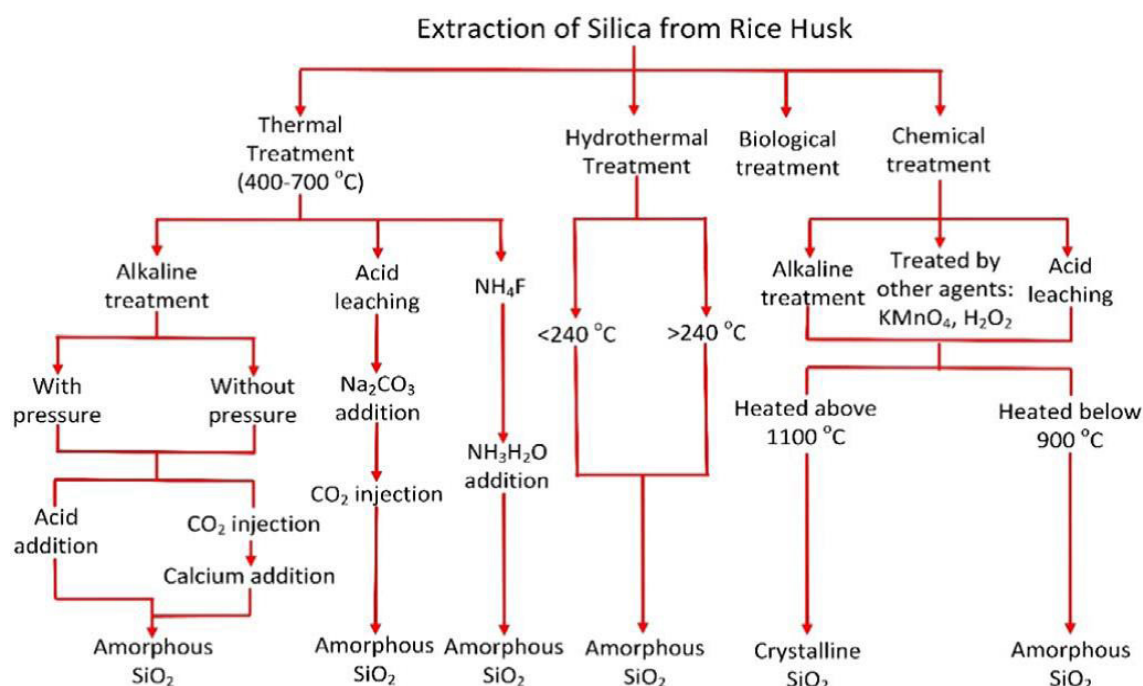 Extraction of Silica from Rice Husk
Thermal
Treatment
(400-700 °C)
Hydrothermal
Treatment
Biological
treatment
Chemical
treatment
Alkaline
treatment
Acid
leaching
NH₄F
<240 °C
>240 °C
Alkaline
treatment
Treated by
other agents:
KMnO₄, H₂O₂
Acid
leaching
With
pressure
Without
pressure
Na₂CO₃
addition
NH₃H₂O
addition
Heated above
1100 °C
Heated below
900 °C
Acid
addition
CO₂ injection
Calcium addition
CO₂ injection
Amorphous
SiO₂
Amorphous
SiO₂
Amorphous
SiO₂
Amorphous
SiO₂
Crystalline
SiO₂
Amorphous
SiO₂